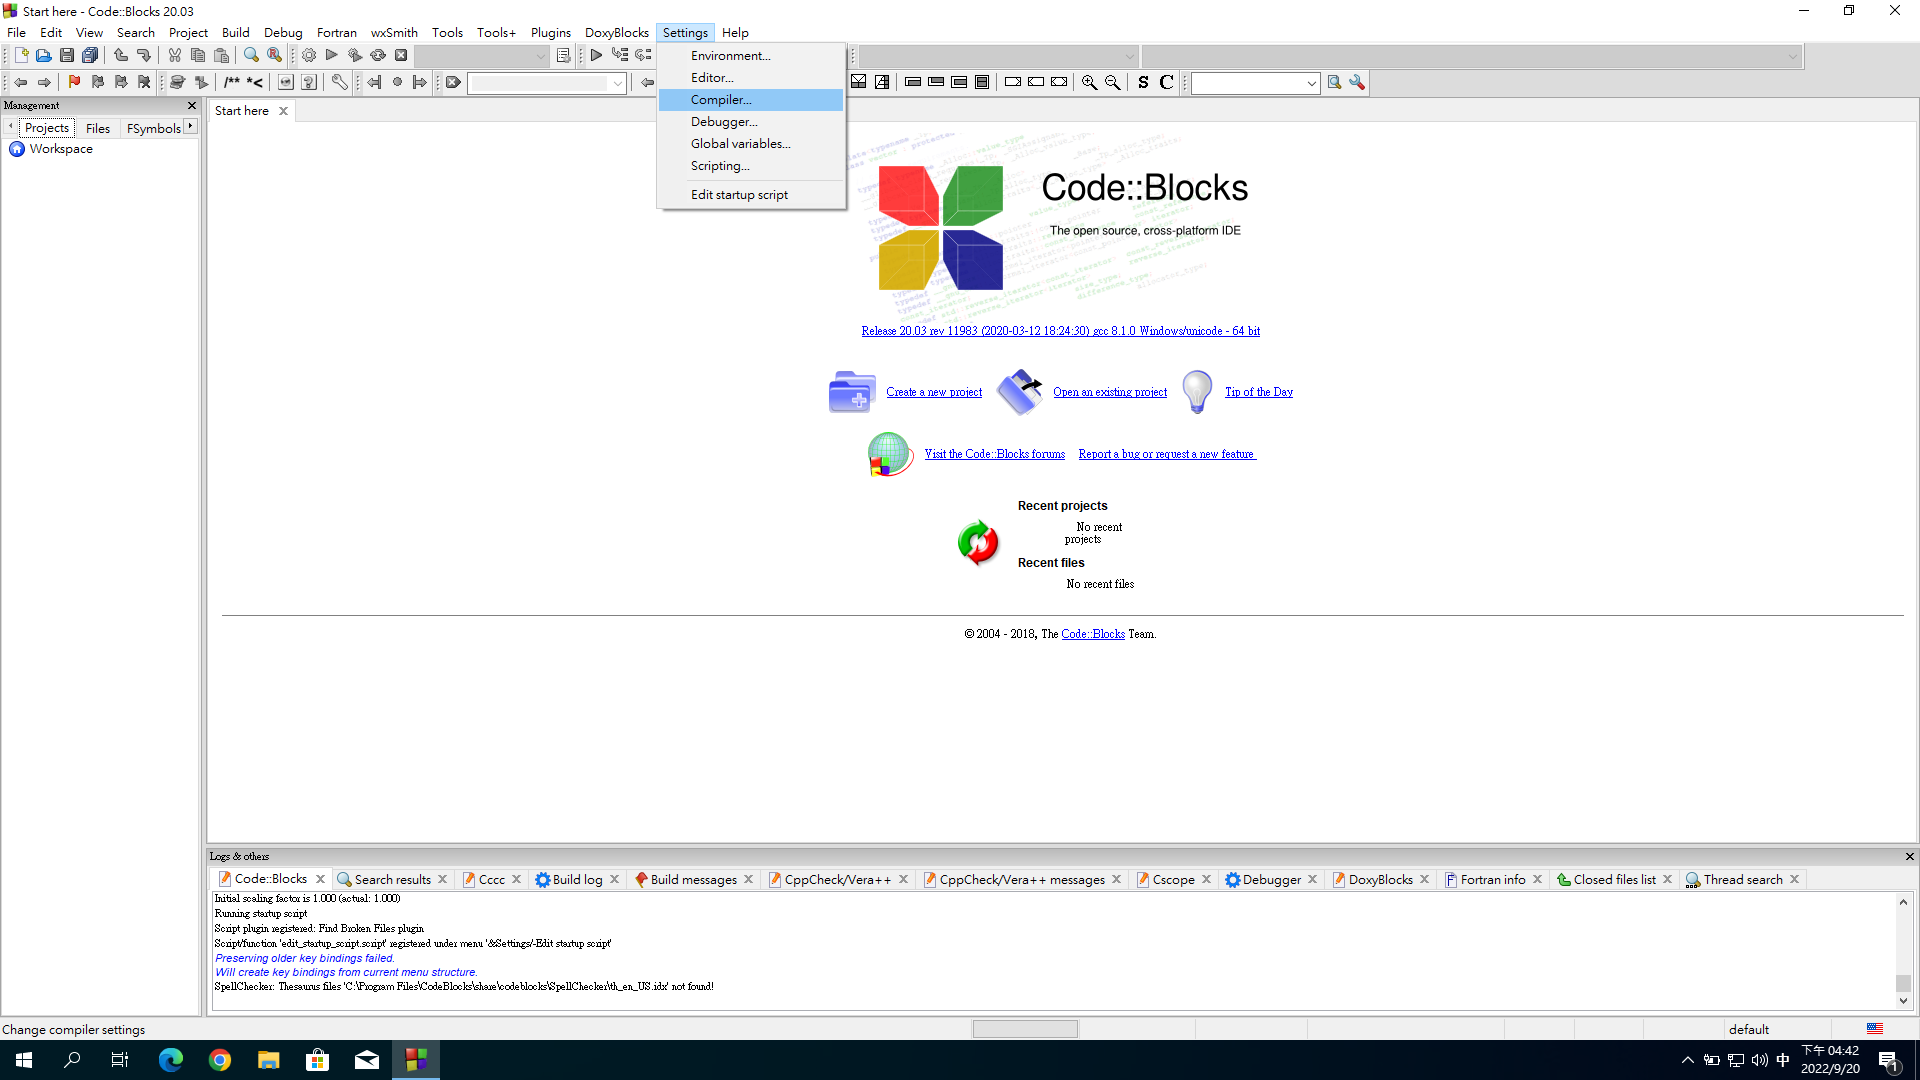 Start here - Code::Blocks 20.03
File Edit View Search Project Build Debug Fortran wxSmith Tools Tools+ Plugins DoxyBlocks Settings Help
Environment...
Editor...
Compiler...
Debugger...
Global variables...
Scripting...
Edit startup script
/** *<
S C
Management
Projects Files FSymbols
Workspace
Start here
Code::Blocks
The open source, cross-platform IDE
Release 20.03 rev 11983 (2020-03-12 18:24:30) gcc 8.1.0 Windows/unicode - 64 bit
Create a new project Open an existing project Tip of the Day
Visit the Code::Blocks forums Report a bug or request a new feature
Recent projects
No recent
projects
Recent files
No recent files
© 2004 - 2018, The Code::Blocks Team.
Logs & others
Code::Blocks Search results Cccc Build log Build messages CppCheck/Vera++ CppCheck/Vera++ messages Cscope Debugger DoxyBlocks Fortran info Closed files list Thread search
Initial scaling factor is 1.000 (actual: 1.000)
Running startup script
Script plugin registered: Find Broken Files plugin
Script/function 'edit_startup_script.script' registered under menu '&Settings/-Edit startup script'
Preserving older key bindings failed.
Will create key bindings from current menu structure.
SpellChecker: Thesaurus files 'C:\Program Files\CodeBlocks\share\codeblocks\SpellChecker\th_en_US.idx' not found!
Change compiler settings
default
中
下午 04:42
2022/9/20
1